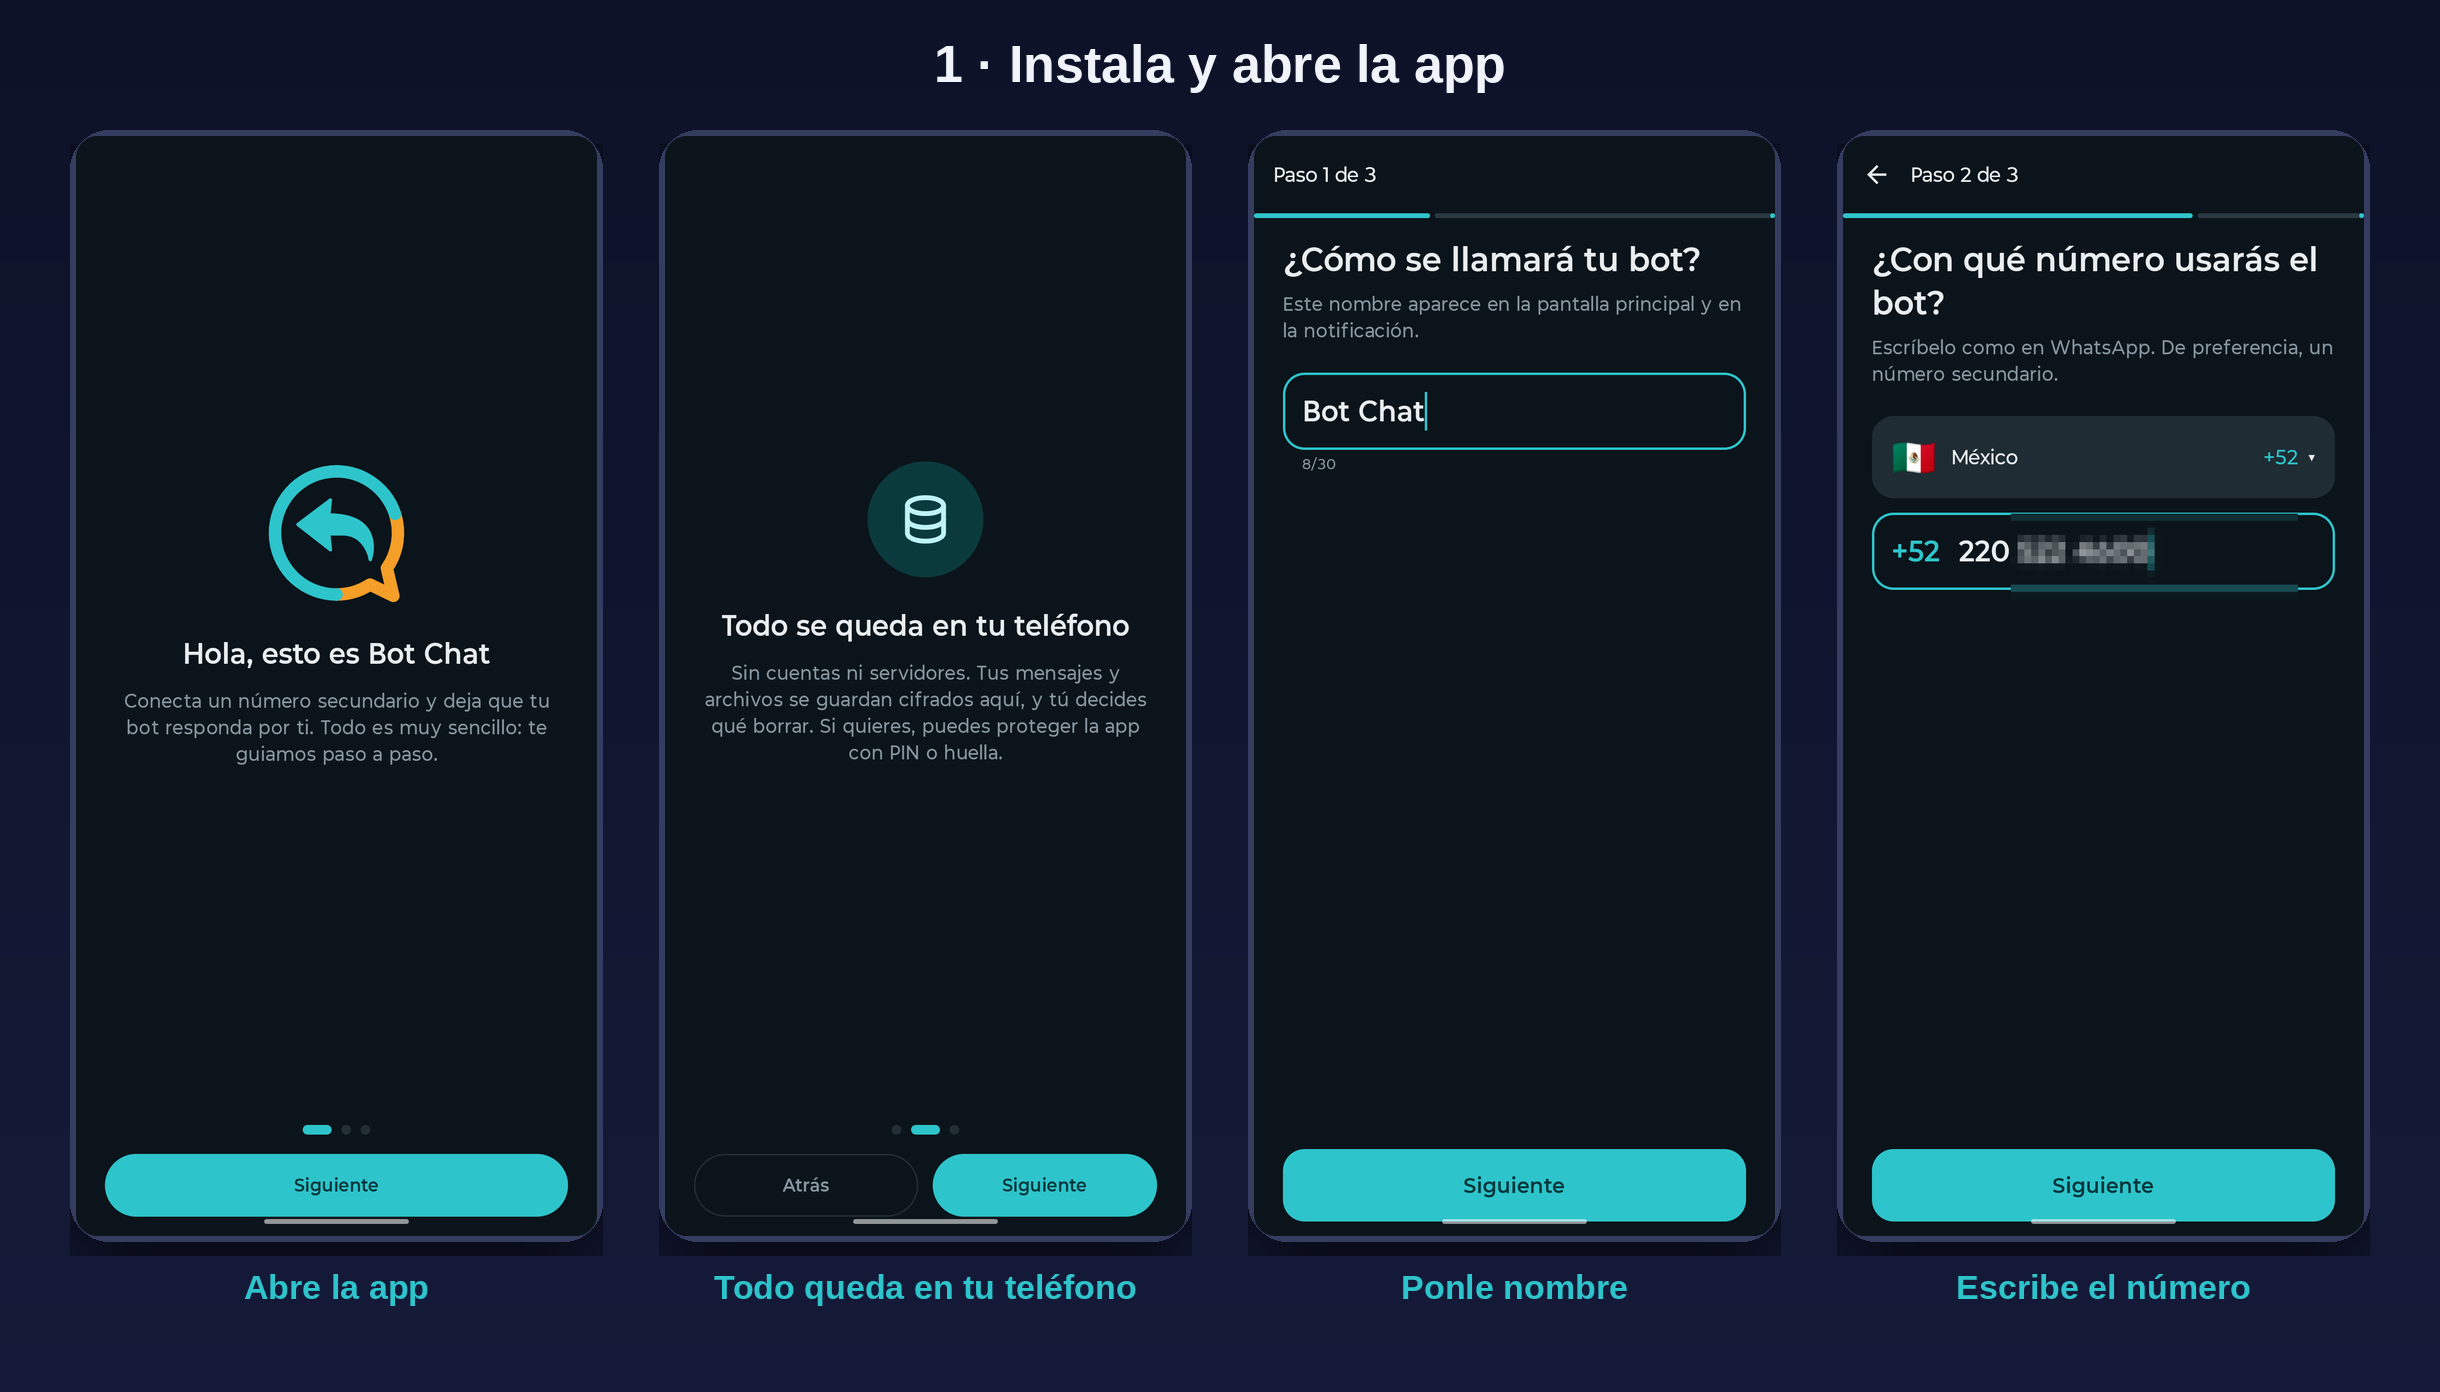 1 · Instala y abre la app
Hola, esto es Bot Chat
Conecta un número secundario y deja que tu
bot responda por ti. Todo es muy sencillo: te
guiamos paso a paso.
Siguiente
Abre la app
Todo se queda en tu teléfono
Sin cuentas ni servidores. Tus mensajes y
archivos se guardan cifrados aquí, y tú decides
qué borrar. Si quieres, puedes proteger la app
con PIN o huella.
Atrás
Siguiente
Todo queda en tu teléfono
Paso 1 de 3
¿Cómo se llamará tu bot?
Este nombre aparece en la pantalla principal y en
la notificación.
Bot Chat
8/30
Siguiente
Ponle nombre
Paso 2 de 3
¿Con qué número usarás el
bot?
Escríbelo como en WhatsApp. De preferencia, un
número secundario.
México +52
+52 220
Siguiente
Escribe el número